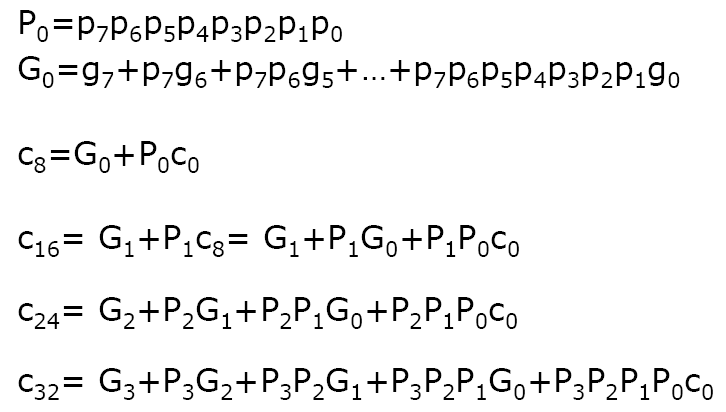 P₀=p₇p₆p₅p₄p₃p₂p₁p₀
G₀=g₇+p₇g₆+p₇p₆g₅+...+p₇p₆p₅p₄p₃p₂p₁g₀
c₈=G₀+P₀c₀
c₁₆= G₁+P₁c₈= G₁+P₁G₀+P₁P₀c₀
c₂₄= G₂+P₂G₁+P₂P₁G₀+P₂P₁P₀c₀
c₃₂= G₃+P₃G₂+P₃P₂G₁+P₃P₂P₁G₀+P₃P₂P₁P₀c₀